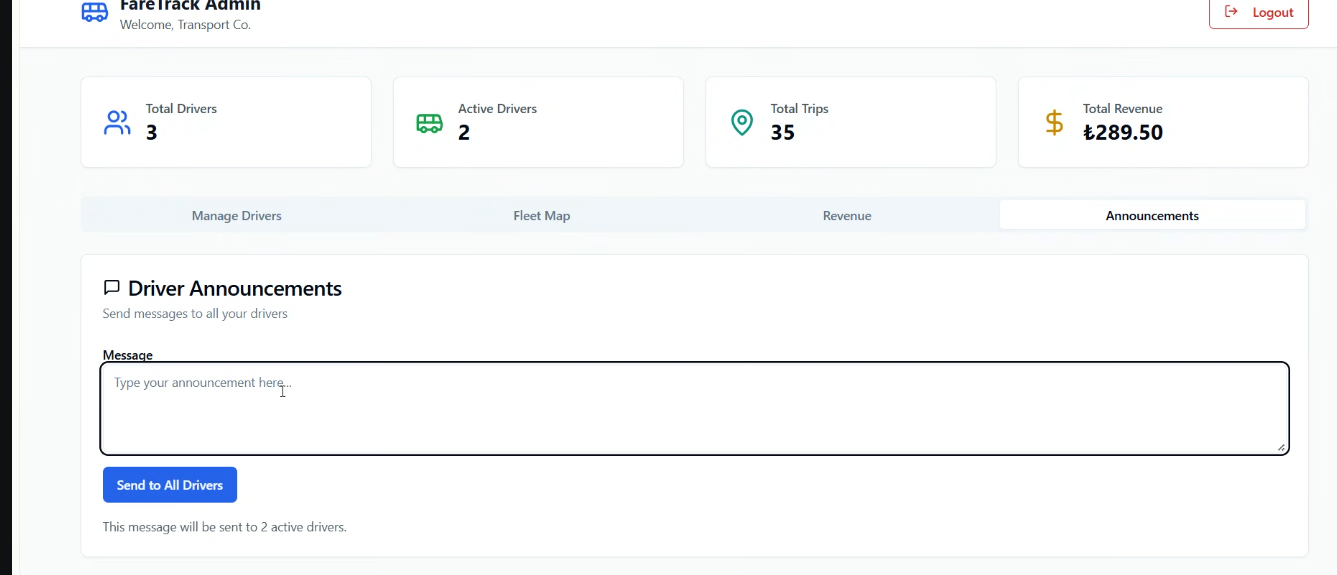 FareTrack Admin
Welcome, Transport Co.
Logout
Total Drivers
3
Active Drivers
2
Total Trips
35
Total Revenue
₺289.50
Manage Drivers
Fleet Map
Revenue
Announcements
Driver Announcements
Send messages to all your drivers
Message
Type your announcement here...
Send to All Drivers
This message will be sent to 2 active drivers.